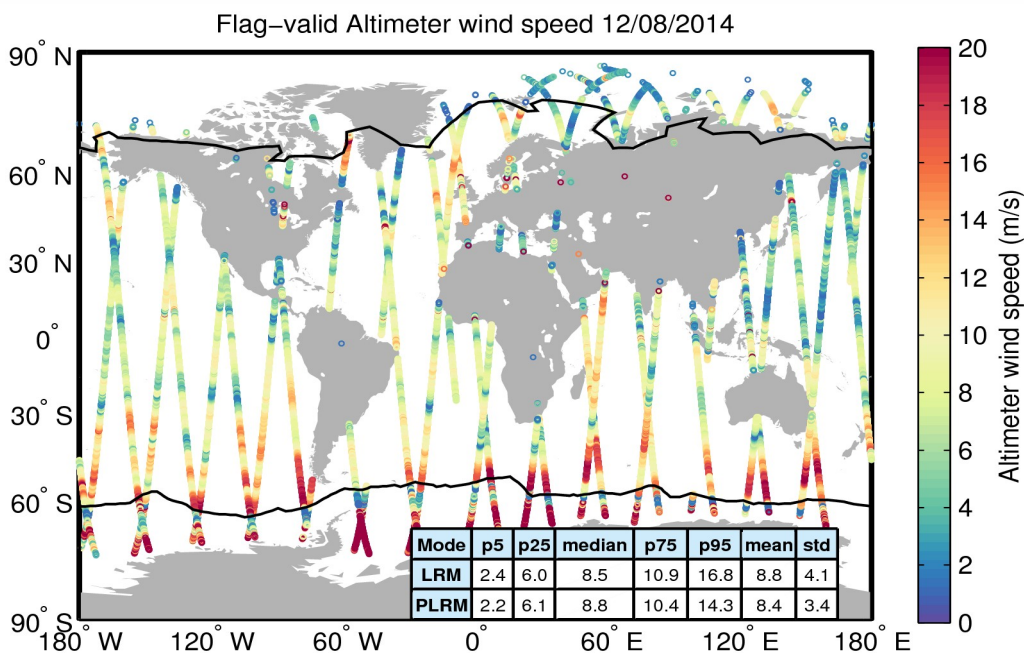 Flag−valid Altimeter wind speed 12/08/2014
90° N
60° N
30° N
0°
30° S
60° S
90° S
180° W
120° W
60° W
0°
60° E
120° E
180° E
20
18
16
14
12
10
8
6
4
2
0
Altimeter wind speed (m/s)
Mode p5 p25 median p75 p95 mean std
LRM 2.4 6.0 8.5 10.9 16.8 8.8 4.1
PLRM 2.2 6.1 8.8 10.4 14.3 8.4 3.4